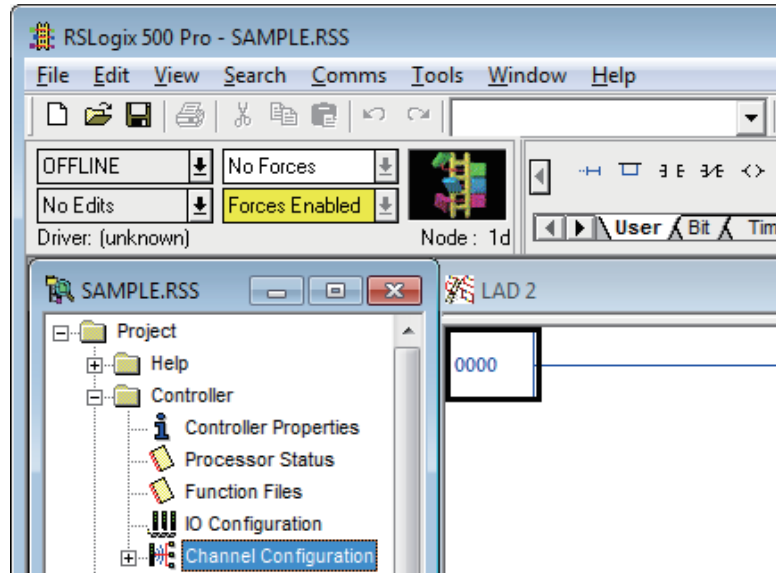 RSLogix 500 Pro - SAMPLE.RSS
File Edit View Search Comms Tools Window Help
OFFLINE No Forces
No Edits Forces Enabled
Driver: (unknown) Node : 1d
User Bit Tim
SAMPLE.RSS
LAD 2
Project
Help
Controller
Controller Properties
Processor Status
Function Files
IO Configuration
Channel Configuration
0000